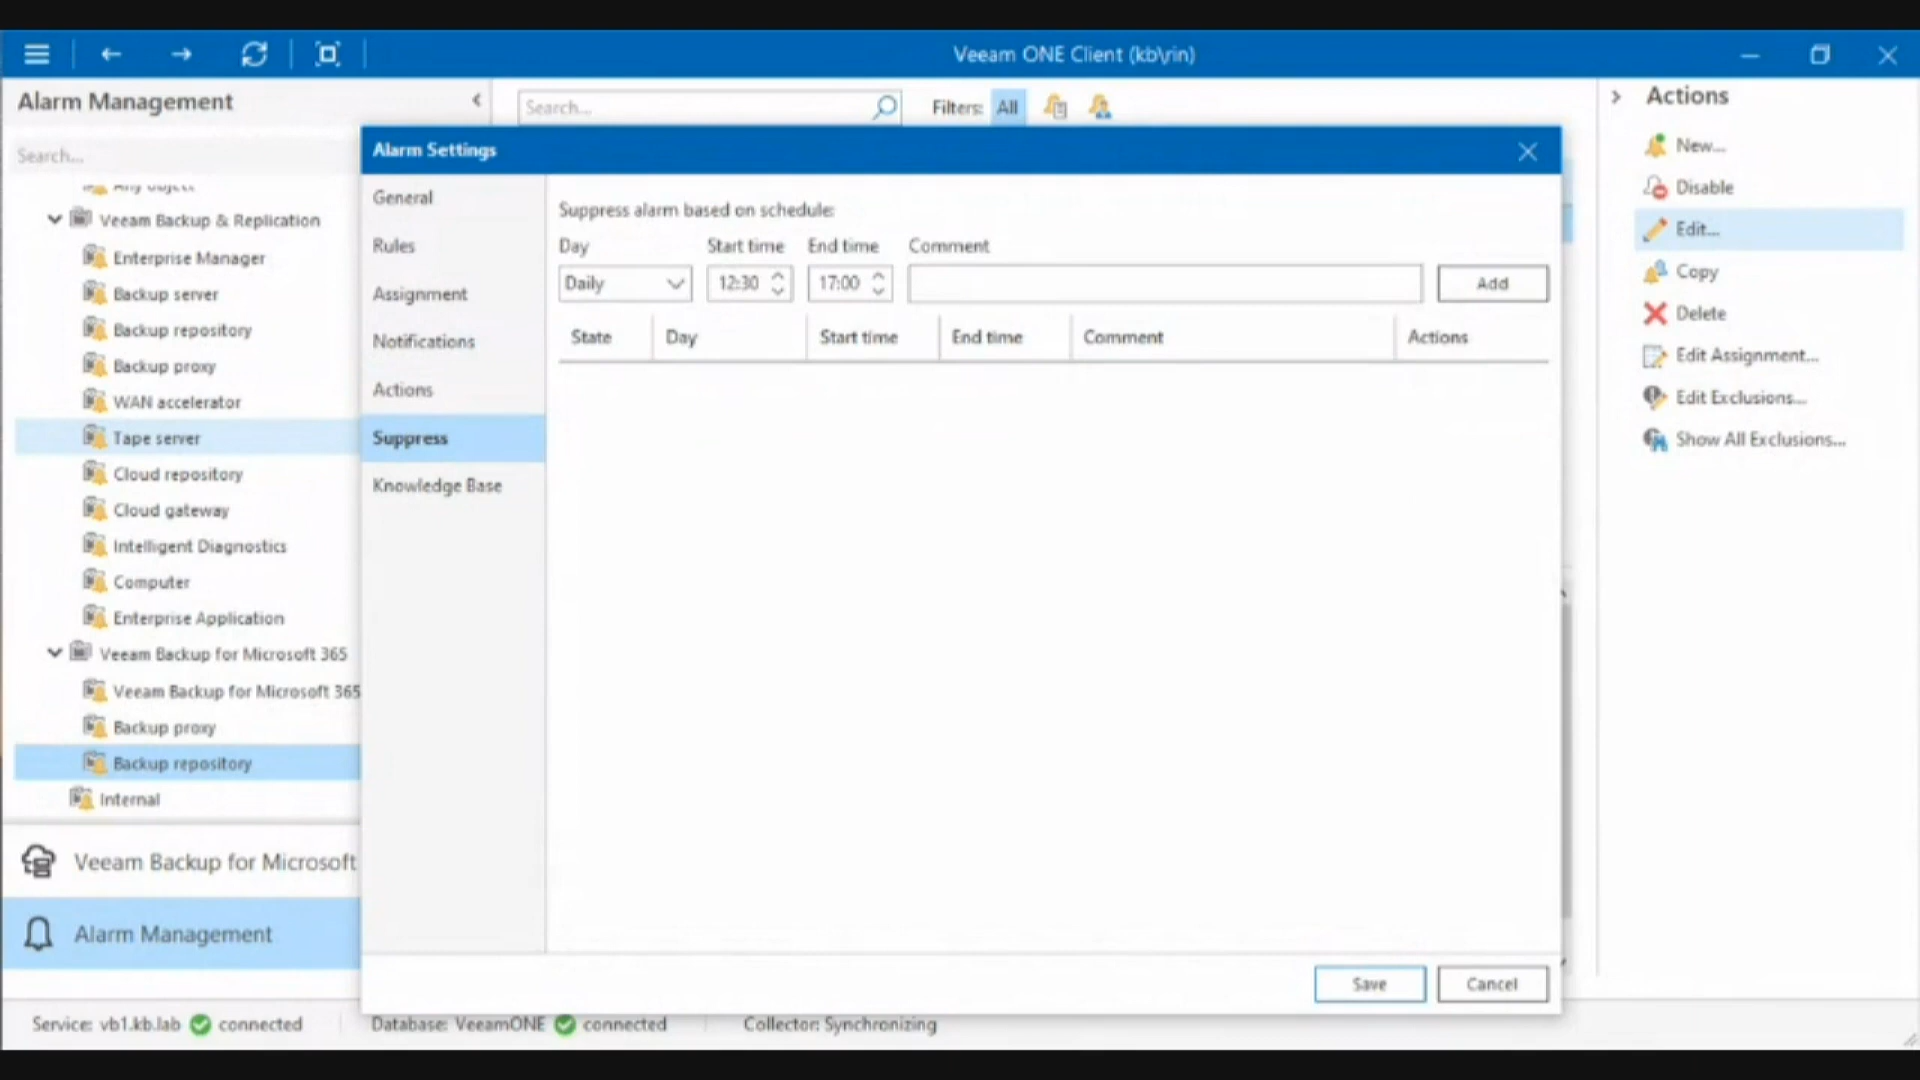 Veeam ONE Client (kb\rin)
Alarm Management
Search...
Any object
Veeam Backup & Replication
Enterprise Manager
Backup server
Backup repository
Backup proxy
WAN accelerator
Tape server
Cloud repository
Cloud gateway
Intelligent Diagnostics
Computer
Enterprise Application
Veeam Backup for Microsoft 365
Veeam Backup for Microsoft 365
Backup proxy
Backup repository
Internal
Veeam Backup for Microsoft
Alarm Management
Search...
Filters: All
Alarm Settings
General
Rules
Assignment
Notifications
Actions
Suppress
Knowledge Base
Suppress alarm based on schedule:
Day Start time End time Comment
Daily 12:30 17:00 Add
State Day Start time End time Comment Actions
Save Cancel
Actions
New...
Disable
Edit...
Copy
Delete
Edit Assignment...
Edit Exclusions...
Show All Exclusions...
Service: vb1.kb.lab connected Database: VeeamONE connected Collector: Synchronizing